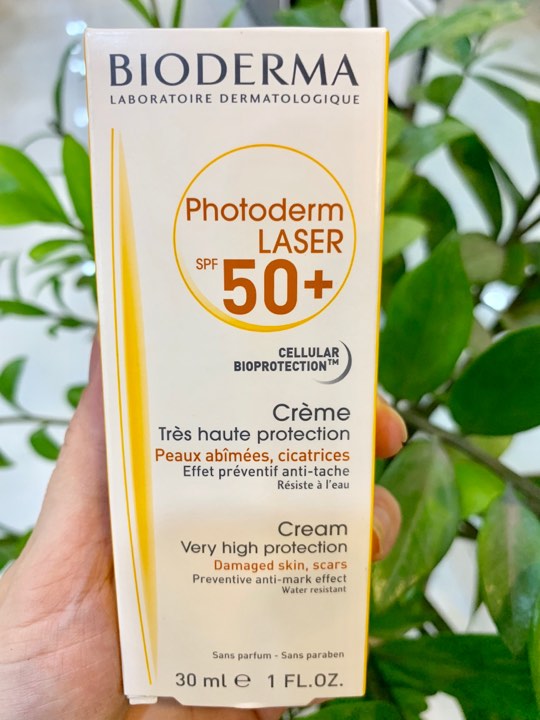 BIODERMA
LABORATOIRE DERMATOLOGIQUE
Photoderm
LASER
SPF 50+
CELLULAR
BIOPROTECTION™
Crème
Très haute protection
Peaux abîmées, cicatrices
Effet préventif anti-tache
Résiste à l'eau
Cream
Very high protection
Damaged skin, scars
Preventive anti-mark effect
Water resistant
Sans parfum - Sans paraben
30 ml ℮ 1 FL.OZ.